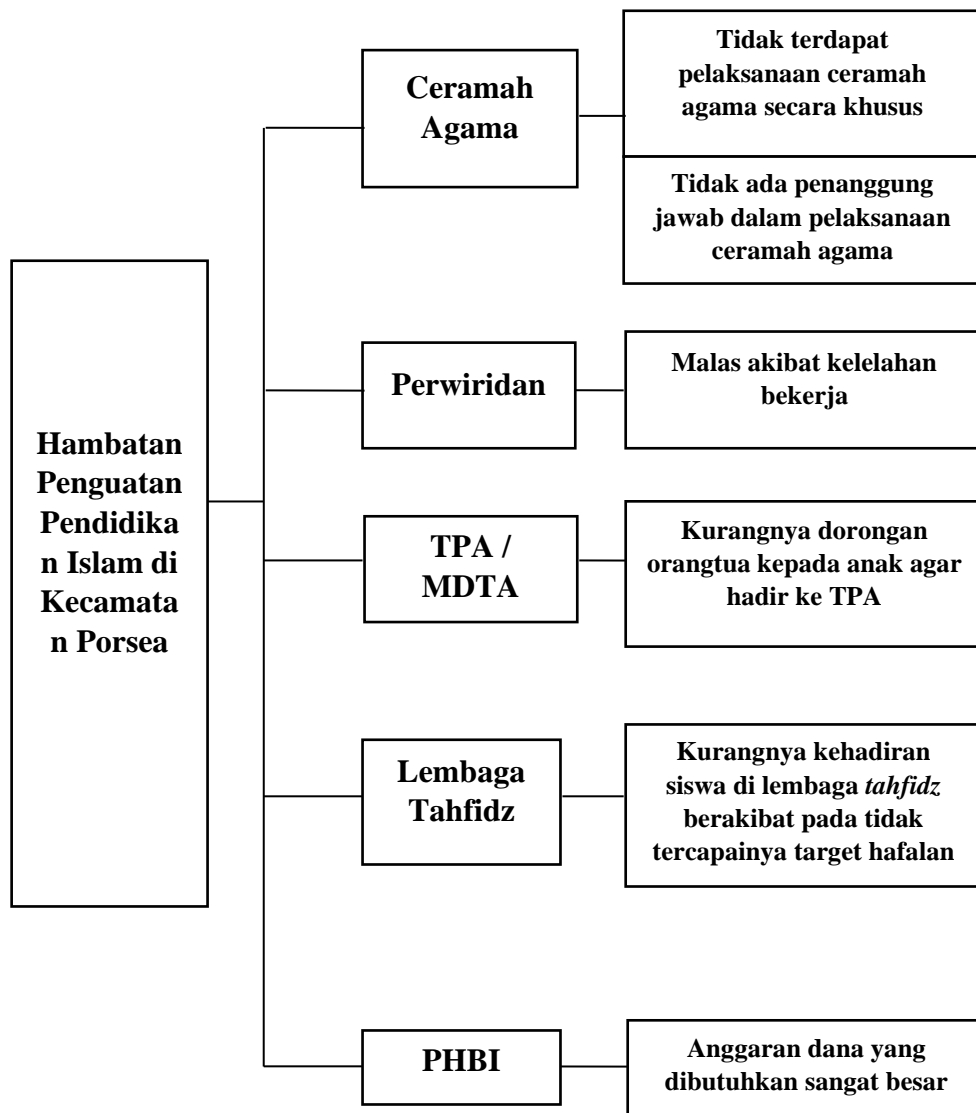 Hambatan
Penguatan
Pendidika
n Islam di
Kecamata
n Porsea
Ceramah
Agama
Tidak terdapat
pelaksanaan ceramah
agama secara khusus
Tidak ada penanggung
jawab dalam pelaksanaan
ceramah agama
Perwiridan
Malas akibat kelelahan
bekerja
TPA /
MDTA
Kurangnya dorongan
orangtua kepada anak agar
hadir ke TPA
Lembaga
Tahfidz
Kurangnya kehadiran
siswa di lembaga tahfidz
berakibat pada tidak
tercapainya target hafalan
PHBI
Anggaran dana yang
dibutuhkan sangat besar